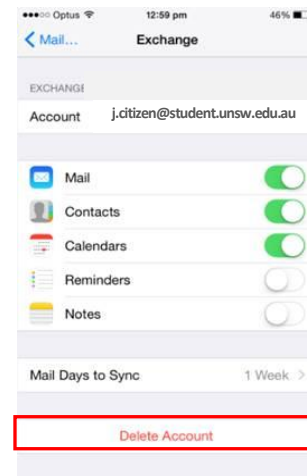 Optus 12:59 pm 46%
Mail... Exchange
EXCHANGE
Account j.citizen@student.unsw.edu.au
Mail
Contacts
Calendars
Reminders
Notes
Mail Days to Sync 1 Week
Delete Account